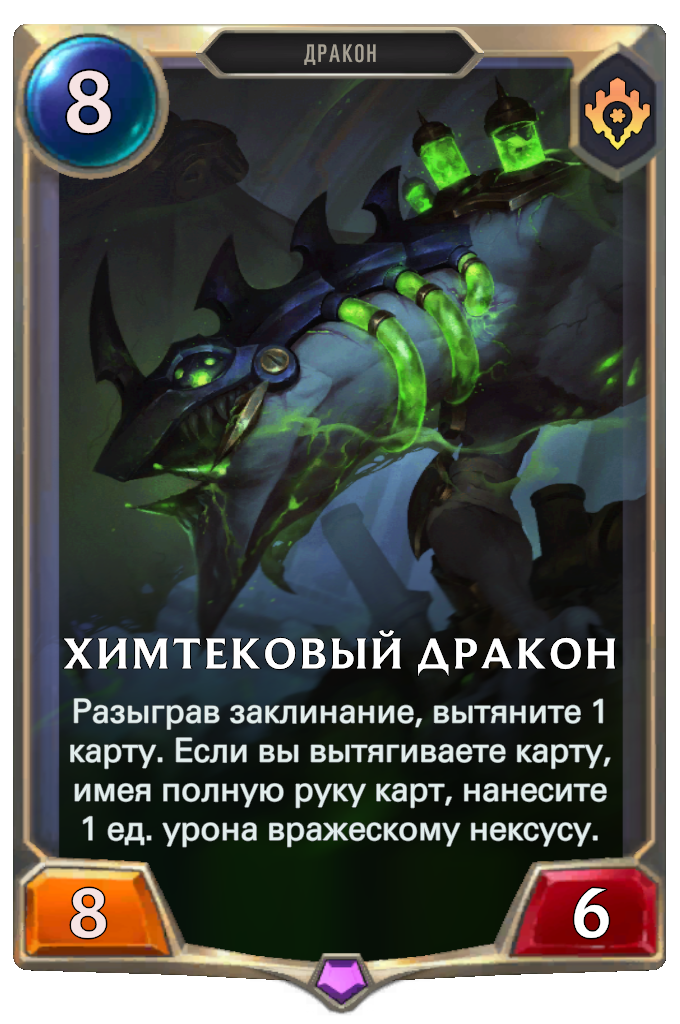 8
ДРАКОН
ХИМТЕКОВЫЙ ДРАКОН
Разыграв заклинание, вытяните 1
карту. Если вы вытягиваете карту,
имея полную руку карт, нанесите
1 ед. урона вражескому нексусу.
8
6